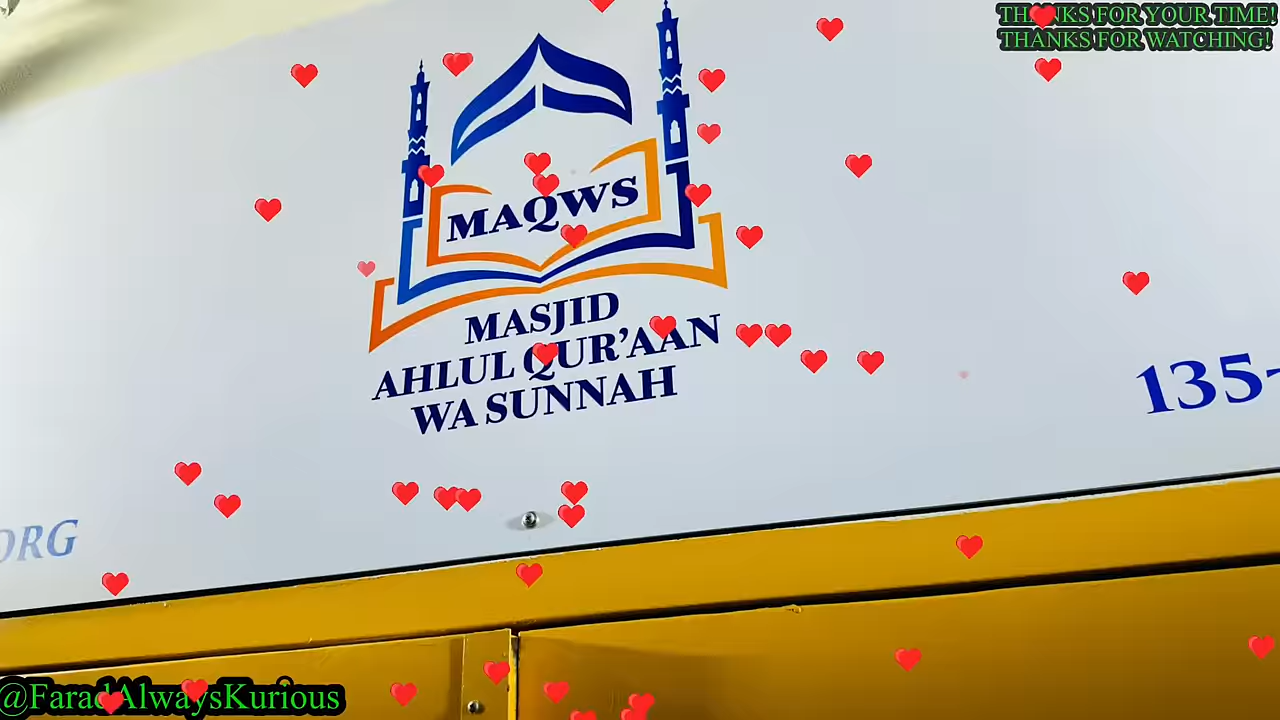 THANKS FOR YOUR TIME!
THANKS FOR WATCHING!
MAQWS
MASJID
AHLUL QUR'AAN
WA SUNNAH
135-
ORG
@FaradAlwaysKurious